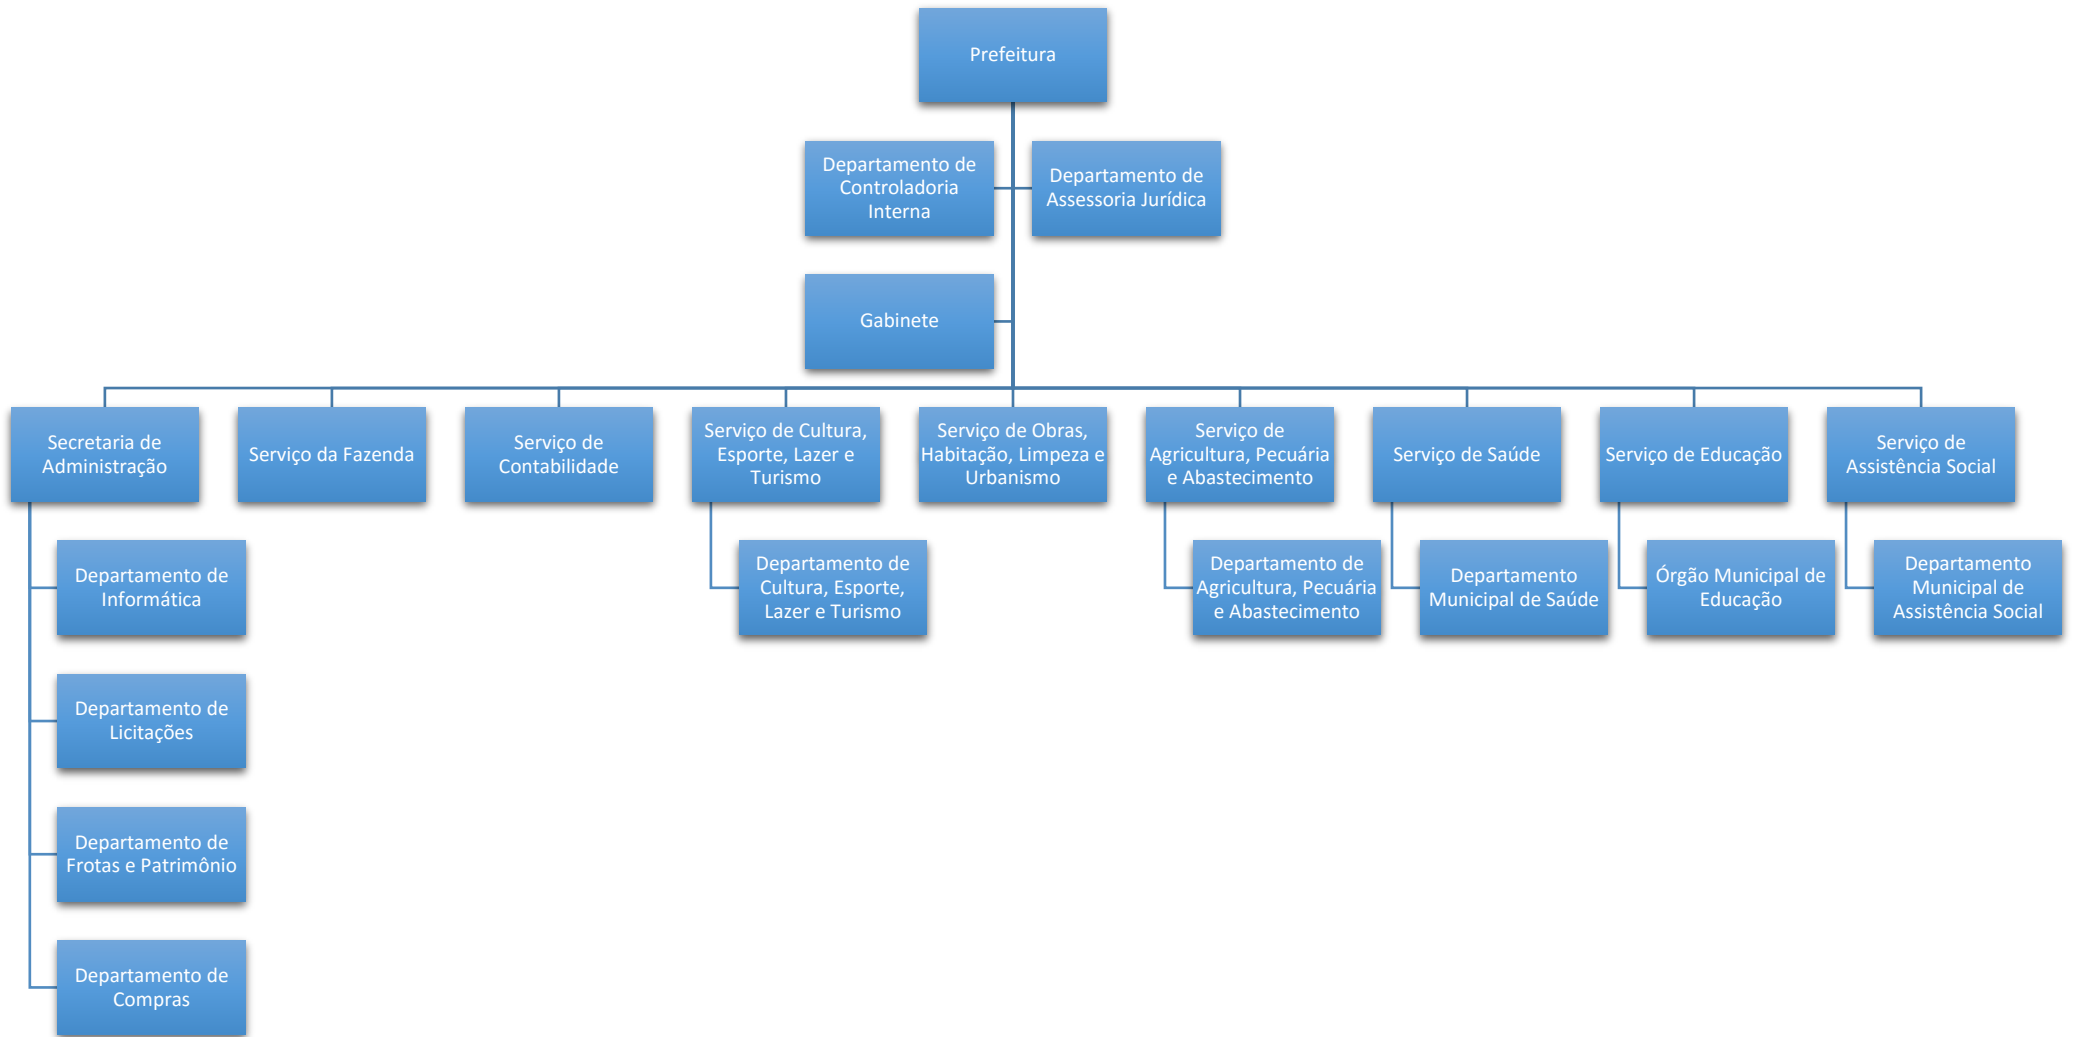 Prefeitura
Departamento de
Controladoria
Interna
Departamento de
Assessoria Jurídica
Gabinete
Secretaria de
Administração
Serviço da Fazenda
Serviço de
Contabilidade
Serviço de Cultura,
Esporte, Lazer e
Turismo
Serviço de Obras,
Habitação, Limpeza e
Urbanismo
Serviço de
Agricultura, Pecuária
e Abastecimento
Serviço de Saúde
Serviço de Educação
Serviço de
Assistência Social
Departamento de
Informática
Departamento de
Cultura, Esporte,
Lazer e Turismo
Departamento de
Agricultura, Pecuária
e Abastecimento
Departamento
Municipal de Saúde
Órgão Municipal de
Educação
Departamento
Municipal de
Assistência Social
Departamento de
Licitações
Departamento de
Frotas e Patrimônio
Departamento de
Compras